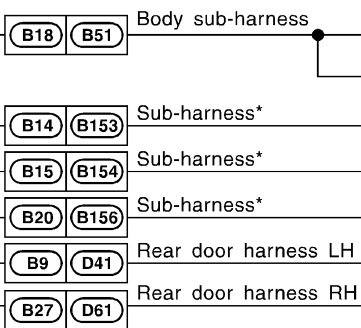 B18 B51 Body sub-harness
B14 B153 Sub-harness*
B15 B154 Sub-harness*
B20 B156 Sub-harness*
B9 D41 Rear door harness LH
B27 D61 Rear door harness RH